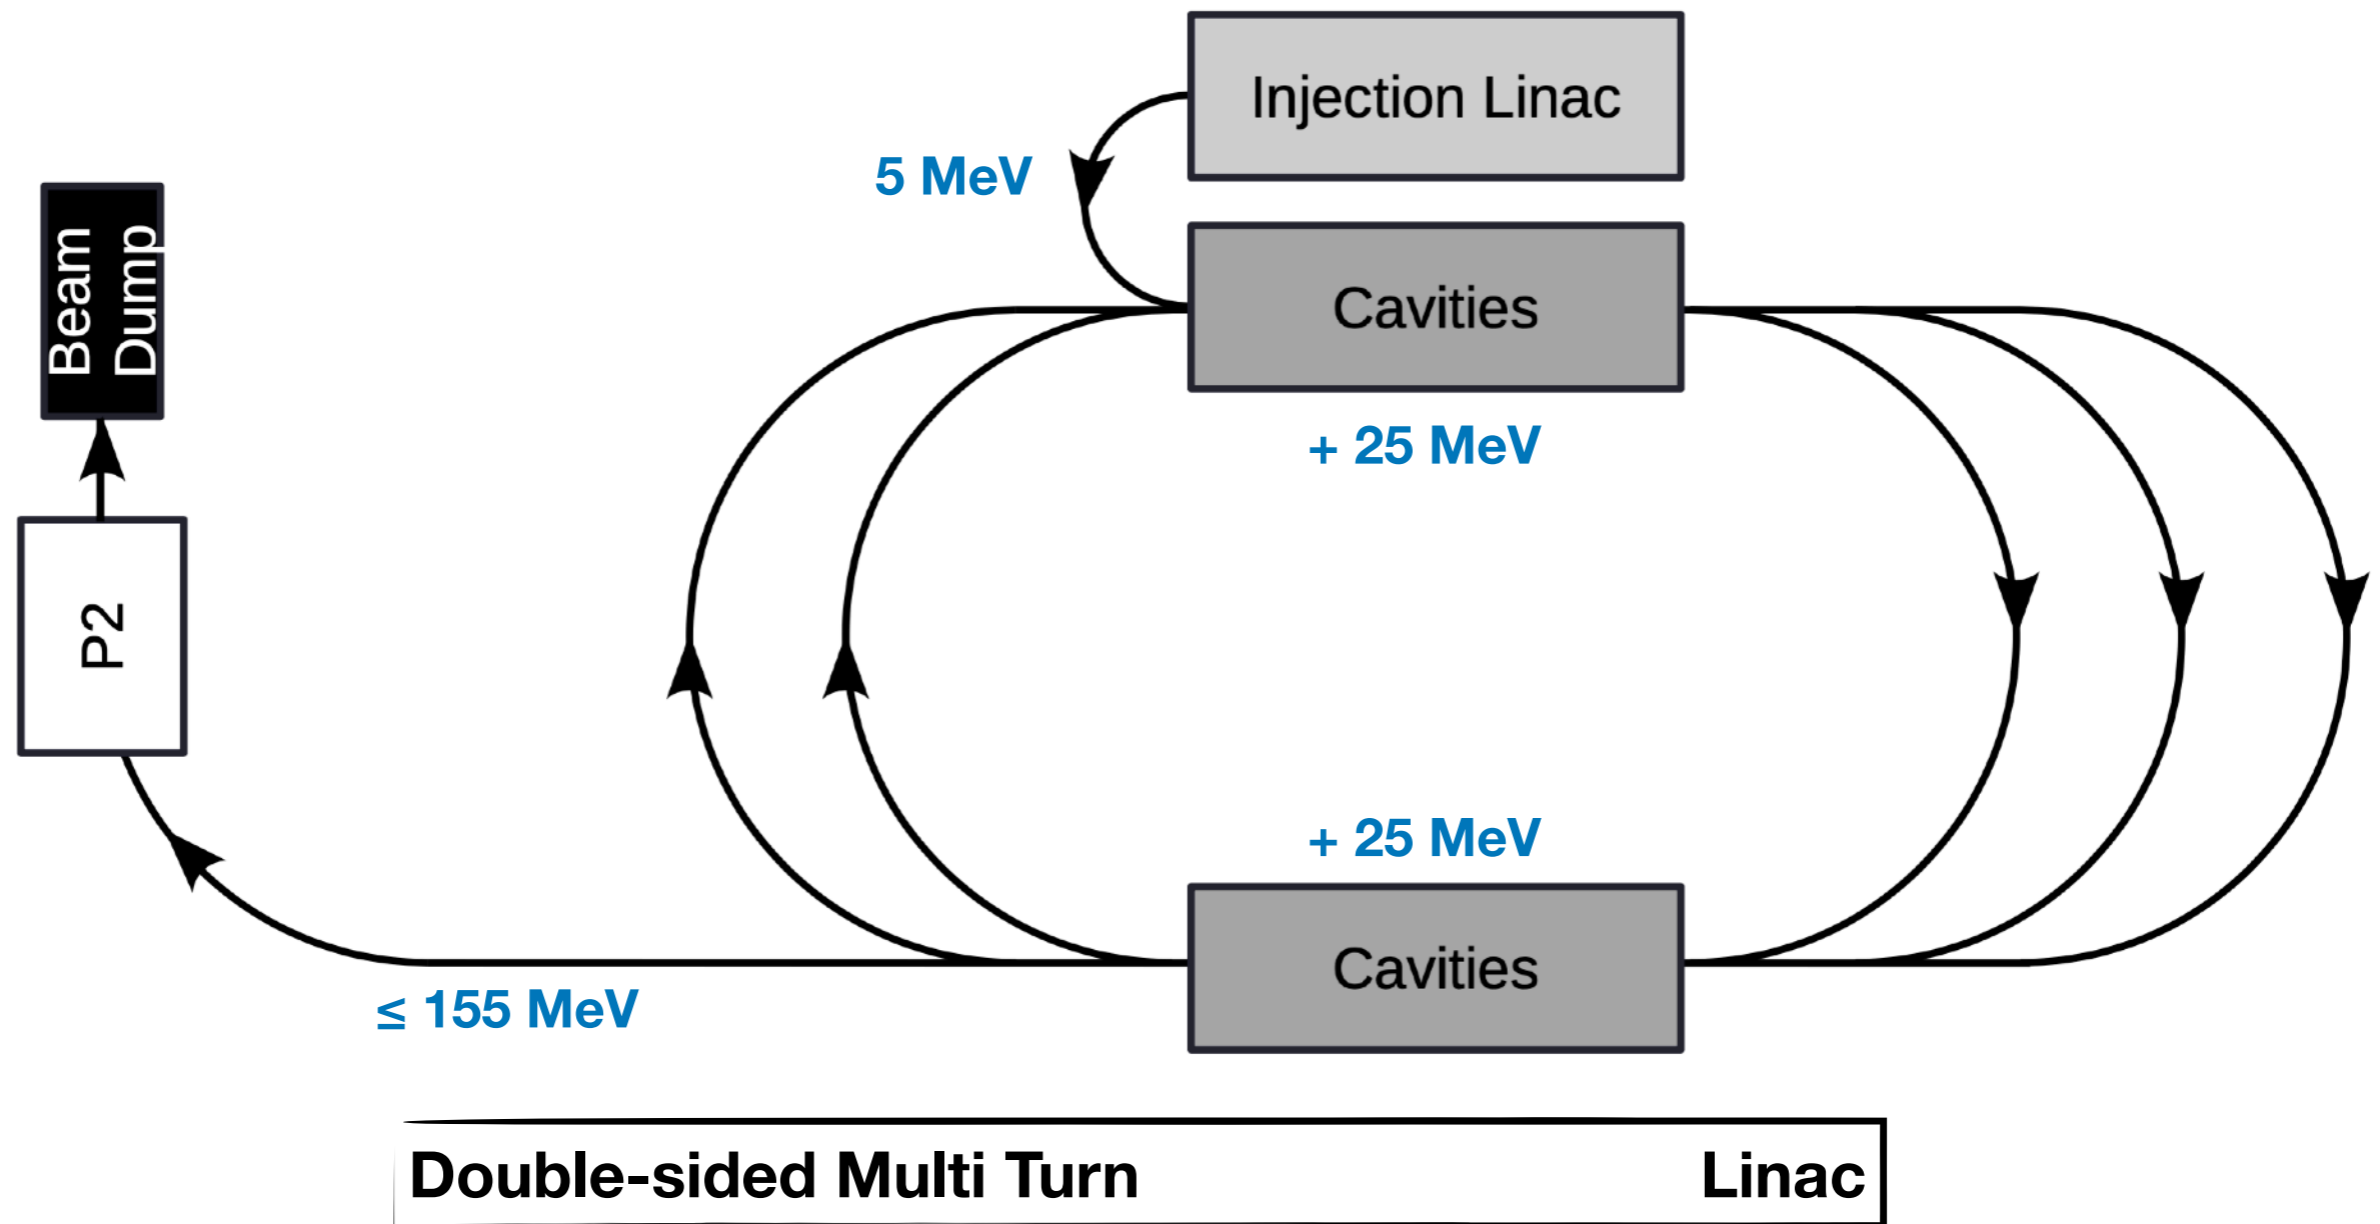 Injection Linac
5 MeV
Cavities
+ 25 MeV
Beam
Dump
P2
+ 25 MeV
Cavities
≤ 155 MeV
Double-sided Multi Turn Linac